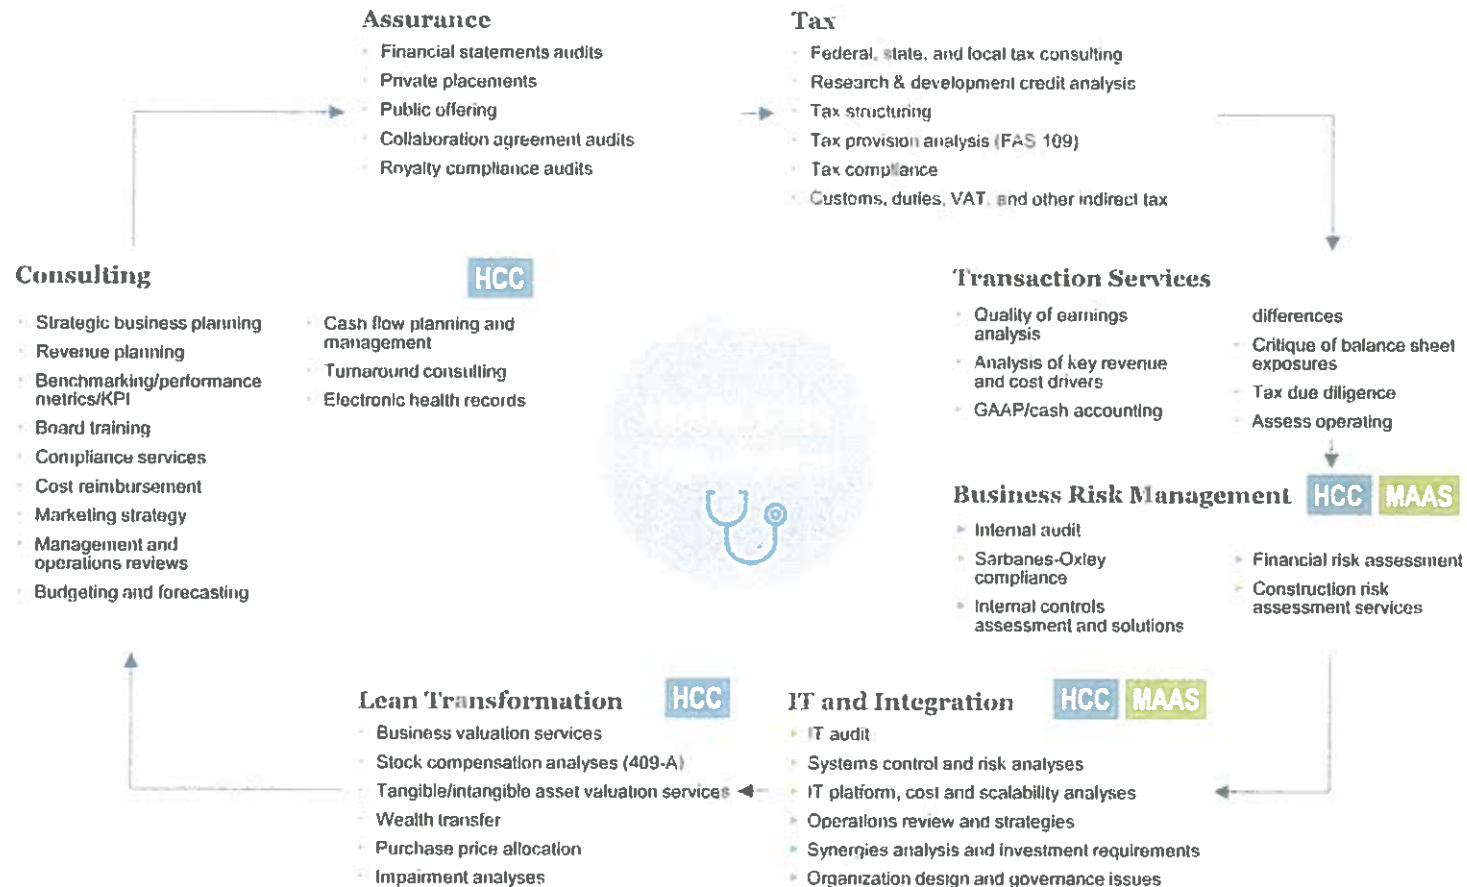 Assurance
Financial statements audits
Private placements
Public offering
Collaboration agreement audits
Royalty compliance audits
Tax
Federal, state, and local tax consulting
Research & development credit analysis
Tax structuring
Tax provision analysis (FAS 109)
Tax compliance
Customs, duties, VAT, and other indirect tax
Consulting
HCC
Strategic business planning
Revenue planning
Benchmarking/performance
metrics/KPI
Board training
Compliance services
Cost reimbursement
Marketing strategy
Management and
operations reviews
Budgeting and forecasting
Cash flow planning and
management
Turnaround consulting
Electronic health records
Transaction Services
Quality of earnings
analysis
Analysis of key revenue
and cost drivers
GAAP/cash accounting
differences
Critique of balance sheet
exposures
Tax due diligence
Assess operating
Business Risk Management
HCC
MAAS
Internal audit
Sarbanes-Oxley
compliance
Internal controls
assessment and solutions
Financial risk assessment
Construction risk
assessment services
Lean Transformation
HCC
Business valuation services
Stock compensation analyses (409-A)
Tangible/intangible asset valuation services
Wealth transfer
Purchase price allocation
Impairment analyses
IT and Integration
HCC
MAAS
IT audit
Systems control and risk analyses
IT platform, cost and scalability analyses
Operations review and strategies
Synergies analysis and investment requirements
Organization design and governance issues